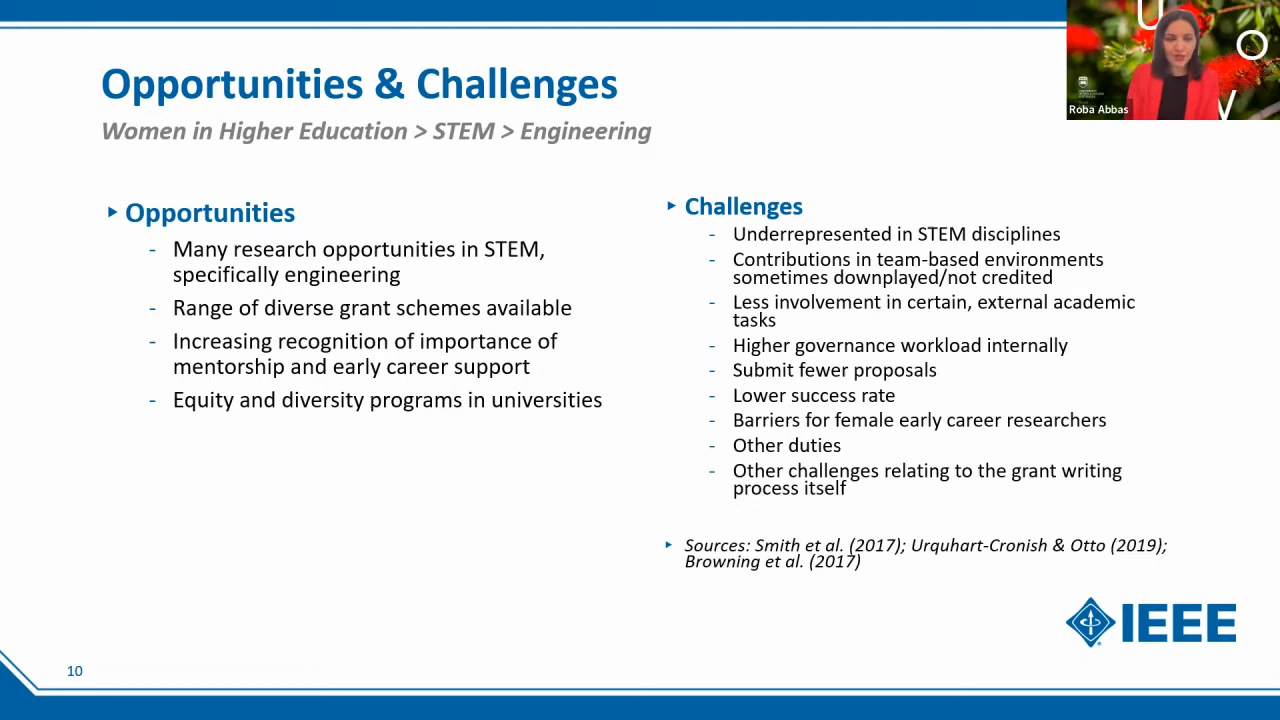 Opportunities & Challenges
Women in Higher Education > STEM > Engineering
Opportunities
- Many research opportunities in STEM,
specifically engineering
- Range of diverse grant schemes available
- Increasing recognition of importance of
mentorship and early career support
- Equity and diversity programs in universities
Challenges
- Underrepresented in STEM disciplines
- Contributions in team-based environments
sometimes downplayed/not credited
- Less involvement in certain, external academic
tasks
- Higher governance workload internally
- Submit fewer proposals
- Lower success rate
- Barriers for female early career researchers
- Other duties
- Other challenges relating to the grant writing
process itself
Sources: Smith et al. (2017); Urquhart-Cronish & Otto (2019);
Browning et al. (2017)
IEEE
10
U
O
W
Roba Abbas